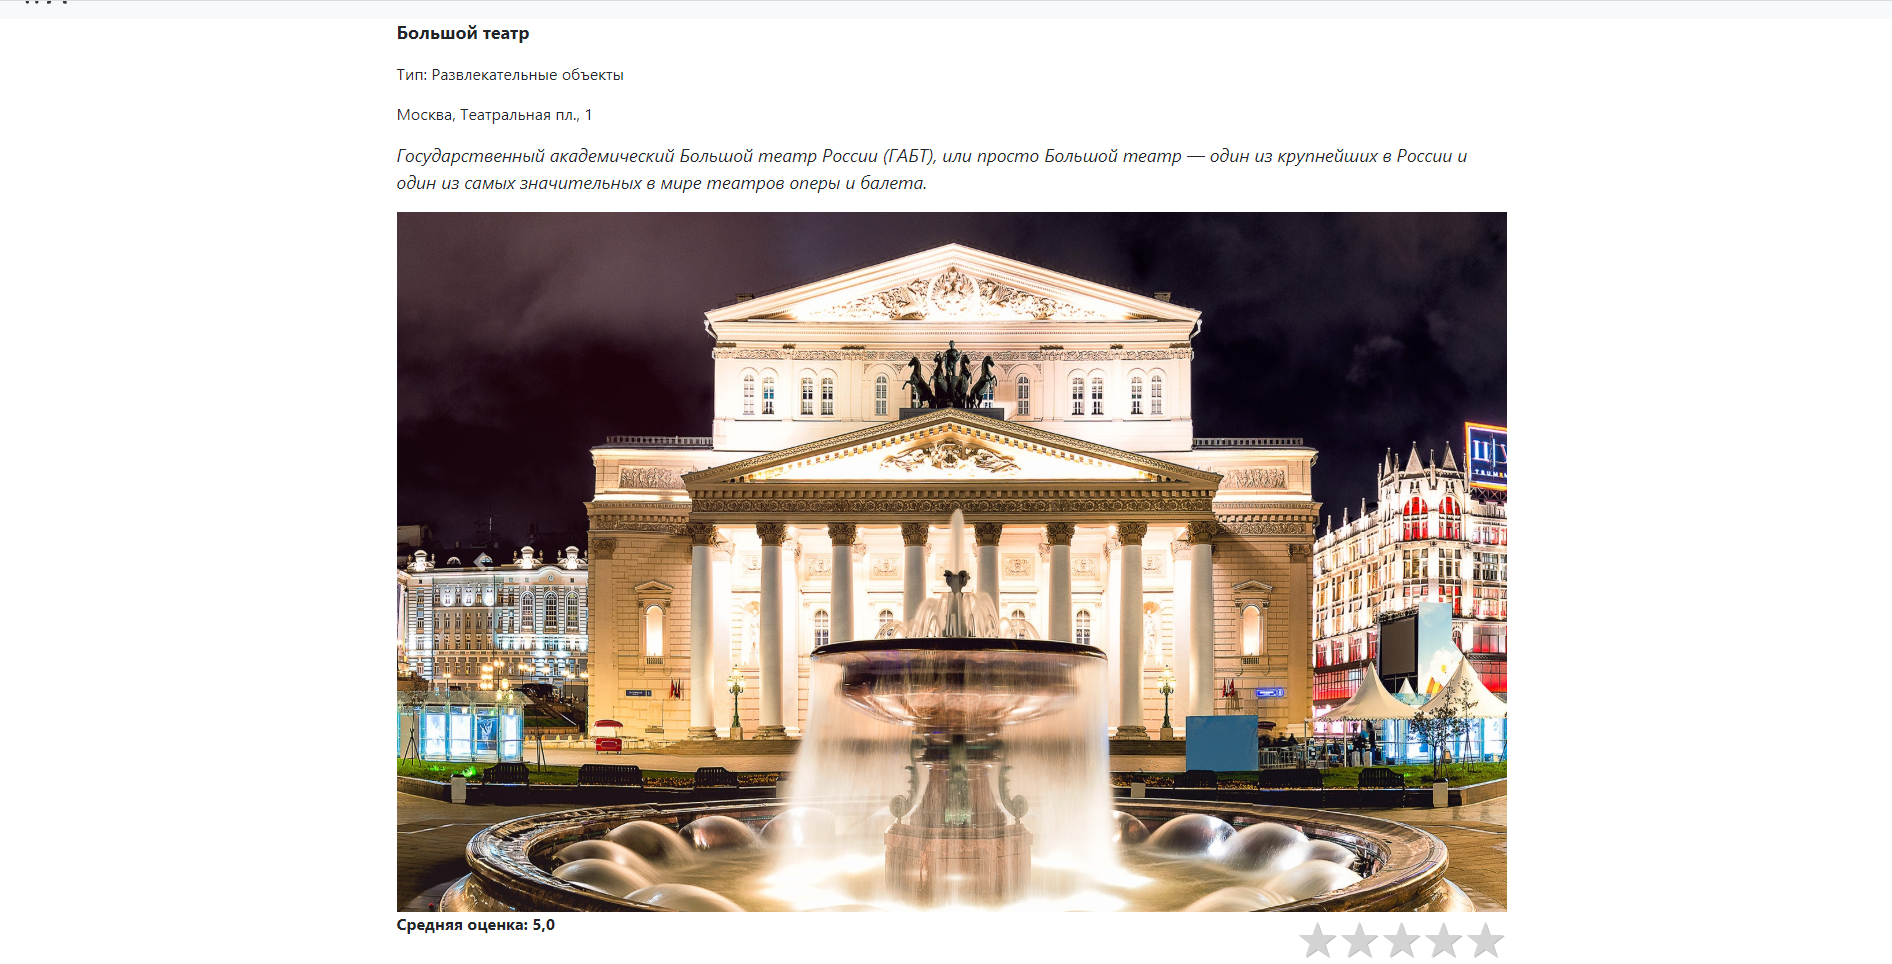 Большой театр
Тип: Развлекательные объекты
Москва, Театральная пл., 1
Государственный академический Большой театр России (ГАБТ), или просто Большой театр — один из крупнейших в России и
один из самых значительных в мире театров оперы и балета.
Средняя оценка: 5,0